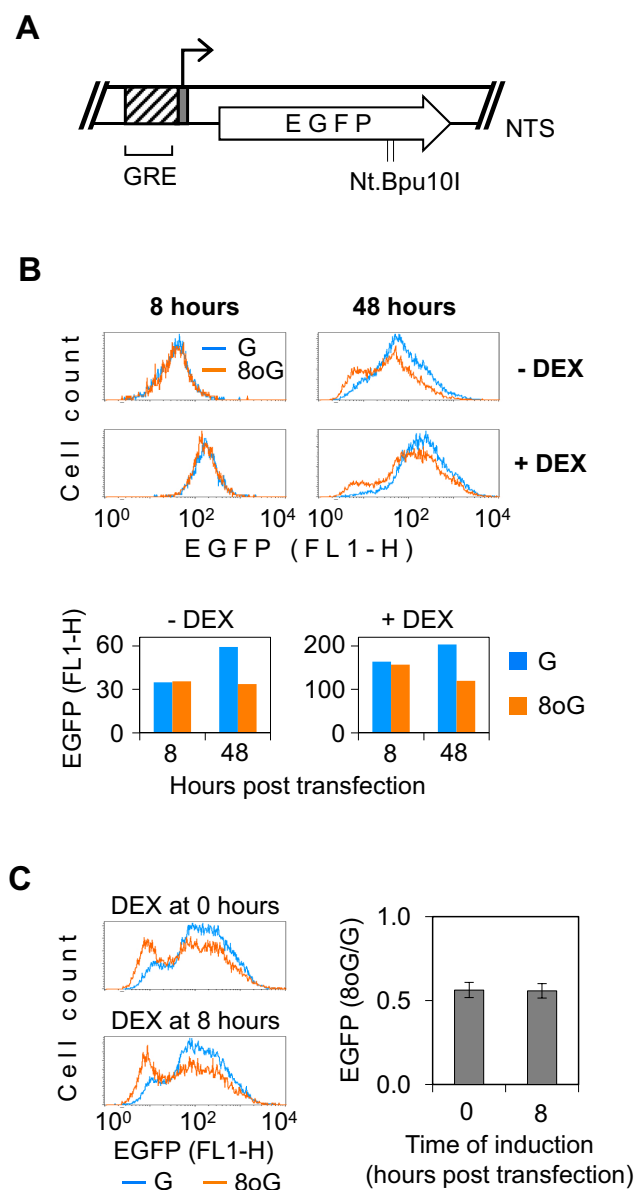 A
EGFP
NTS
GRE
Nt.Bpu10I
B
8 hours
48 hours
G
8oG
- DEX
+ DEX
Cell count
10⁰ 10² 10⁴ 10⁰ 10² 10⁴
EGFP (FL1-H)
- DEX
+ DEX
EGFP (FL1-H)
60
30
0
8 48
200
100
0
8 48
G
8oG
Hours post transfection
C
DEX at 0 hours
DEX at 8 hours
Cell count
10⁰ 10² 10⁴
EGFP (FL1-H)
G 8oG
EGFP (8oG/G)
1.0
0.5
0.0
0 8
Time of induction
(hours post transfection)